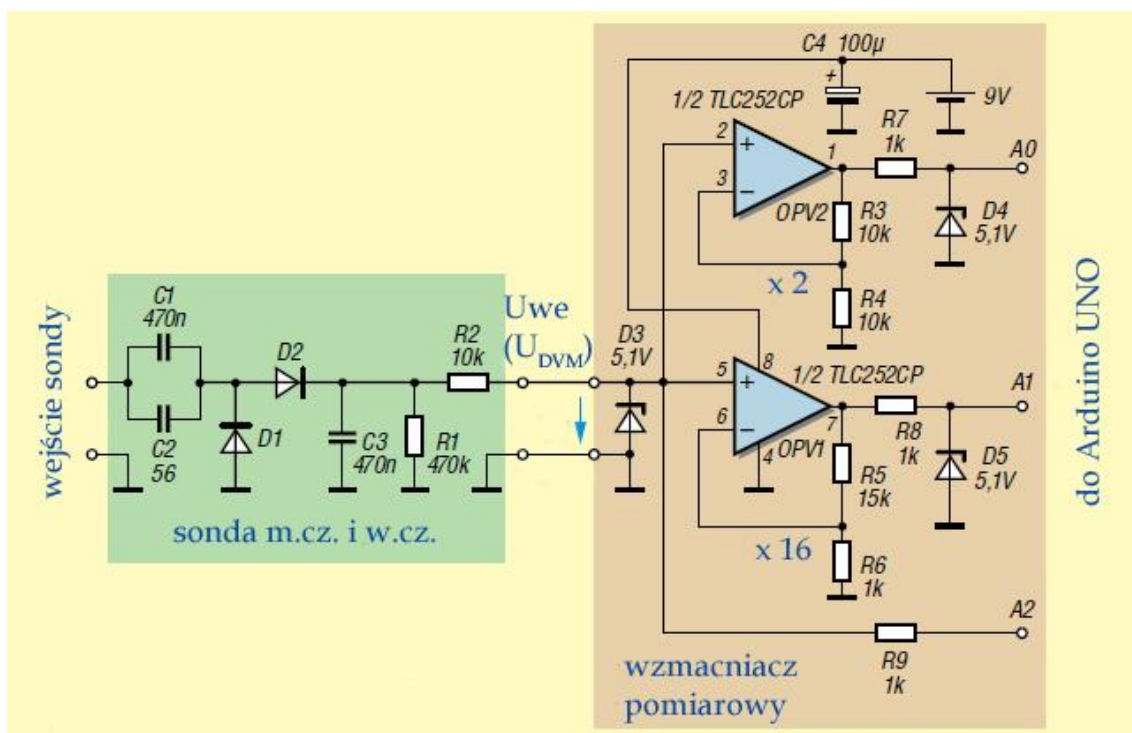 C4 100µ
+
1/2 TLC252CP
9V
R7
1k
A0
2
+
1
3
−
OPV2
R3
10k
D4
5,1V
x 2
R4
10k
C1
470n
D2
R2
10k
Uwe
(U_DVM)
D3
5,1V
wejście sondy
C2
56
D1
C3
470n
R1
470k
sonda m.cz. i w.cz.
8
1/2 TLC252CP
5
+
A1
6
−
7
4
OPV1
R8
1k
R5
15k
D5
5,1V
x 16
R6
1k
A2
R9
1k
wzmacniacz
pomiarowy
do Arduino UNO